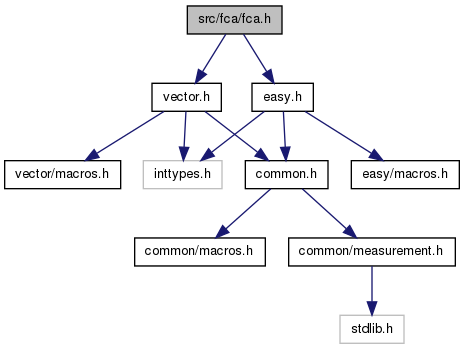 src/fca/fca.h
vector.h
easy.h
vector/macros.h
inttypes.h
common.h
easy/macros.h
common/macros.h
common/measurement.h
stdlib.h